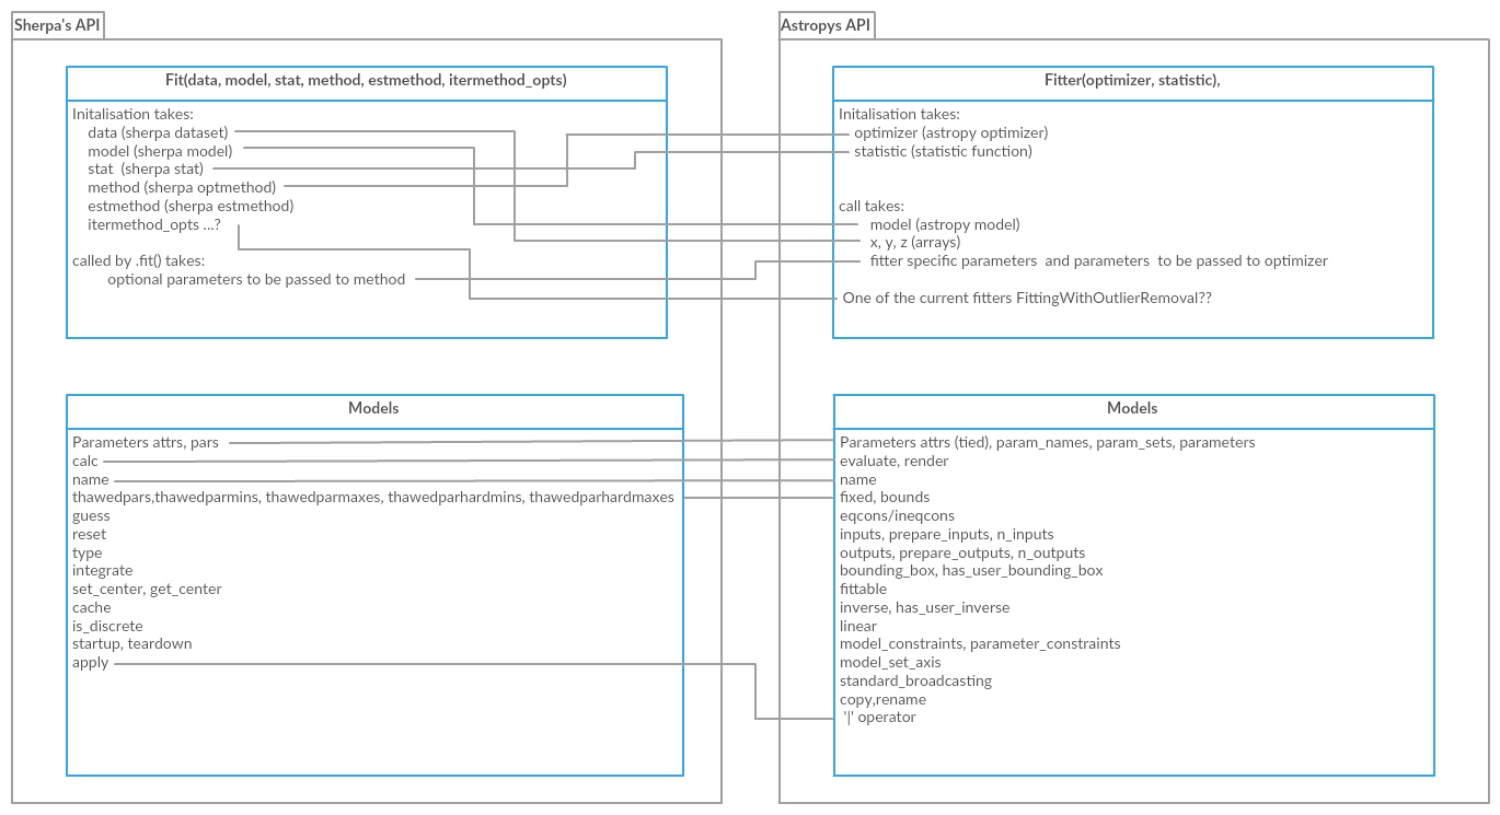 Sherpa's API
Fit(data, model, stat, method, estmethod, itermethod_opts)
Initalisation takes:
data (sherpa dataset)
model (sherpa model)
stat (sherpa stat)
method (sherpa optmethod)
estmethod (sherpa estmethod)
itermethod_opts ...?
called by .fit() takes:
optional parameters to be passed to method
Models
Parameters attrs, pars
calc
name
thawedpars,thawedparmins, thawedparmaxes, thawedparhardmins, thawedparhardmaxes
guess
reset
type
integrate
set_center, get_center
cache
is_discrete
startup, teardown
apply
Astropys API
Fitter(optimizer, statistic),
Initalisation takes:
optimizer (astropy optimizer)
statistic (statistic function)
call takes:
model (astropy model)
x, y, z (arrays)
fitter specific parameters and parameters to be passed to optimizer
One of the current fitters FittingWithOutlierRemoval??
Models
Parameters attrs (tied), param_names, param_sets, parameters
evaluate, render
name
fixed, bounds
eqcons/ineqcons
inputs, prepare_inputs, n_inputs
outputs, prepare_outputs, n_outputs
bounding_box, has_user_bounding_box
fittable
inverse, has_user_inverse
linear
model_constraints, parameter_constraints
model_set_axis
standard_broadcasting
copy,rename
'|' operator